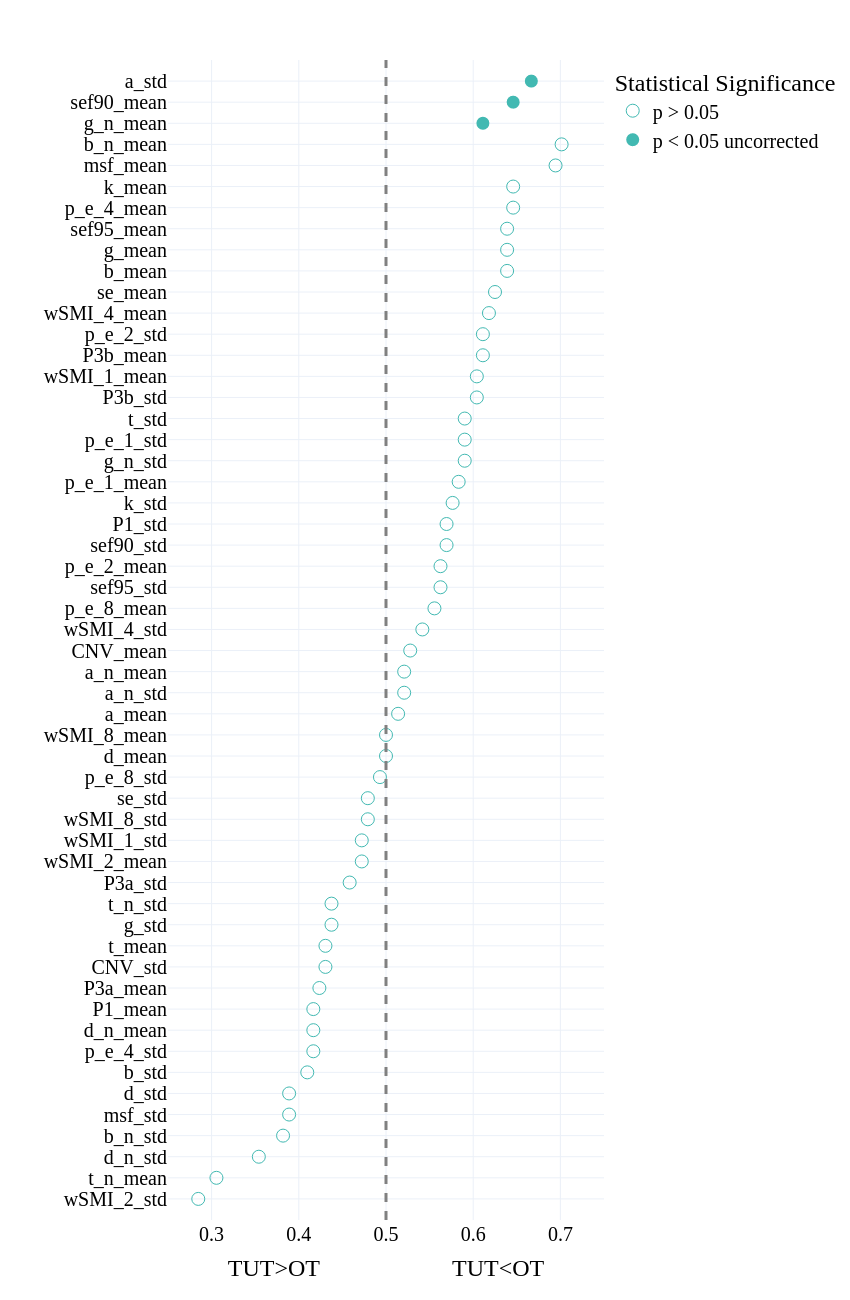 a_std
sef90_mean
g_n_mean
b_n_mean
msf_mean
k_mean
p_e_4_mean
sef95_mean
g_mean
b_mean
se_mean
wSMI_4_mean
p_e_2_std
P3b_mean
wSMI_1_mean
P3b_std
t_std
p_e_1_std
g_n_std
p_e_1_mean
k_std
P1_std
sef90_std
p_e_2_mean
sef95_std
p_e_8_mean
wSMI_4_std
CNV_mean
a_n_mean
a_n_std
a_mean
wSMI_8_mean
d_mean
p_e_8_std
se_std
wSMI_8_std
wSMI_1_std
wSMI_2_mean
P3a_std
t_n_std
g_std
t_mean
CNV_std
P3a_mean
P1_mean
d_n_mean
p_e_4_std
b_std
d_std
msf_std
b_n_std
d_n_std
t_n_mean
wSMI_2_std
0.3 0.4 0.5 0.6 0.7
TUT>OT TUT<OT
Statistical Significance
p > 0.05
p < 0.05 uncorrected